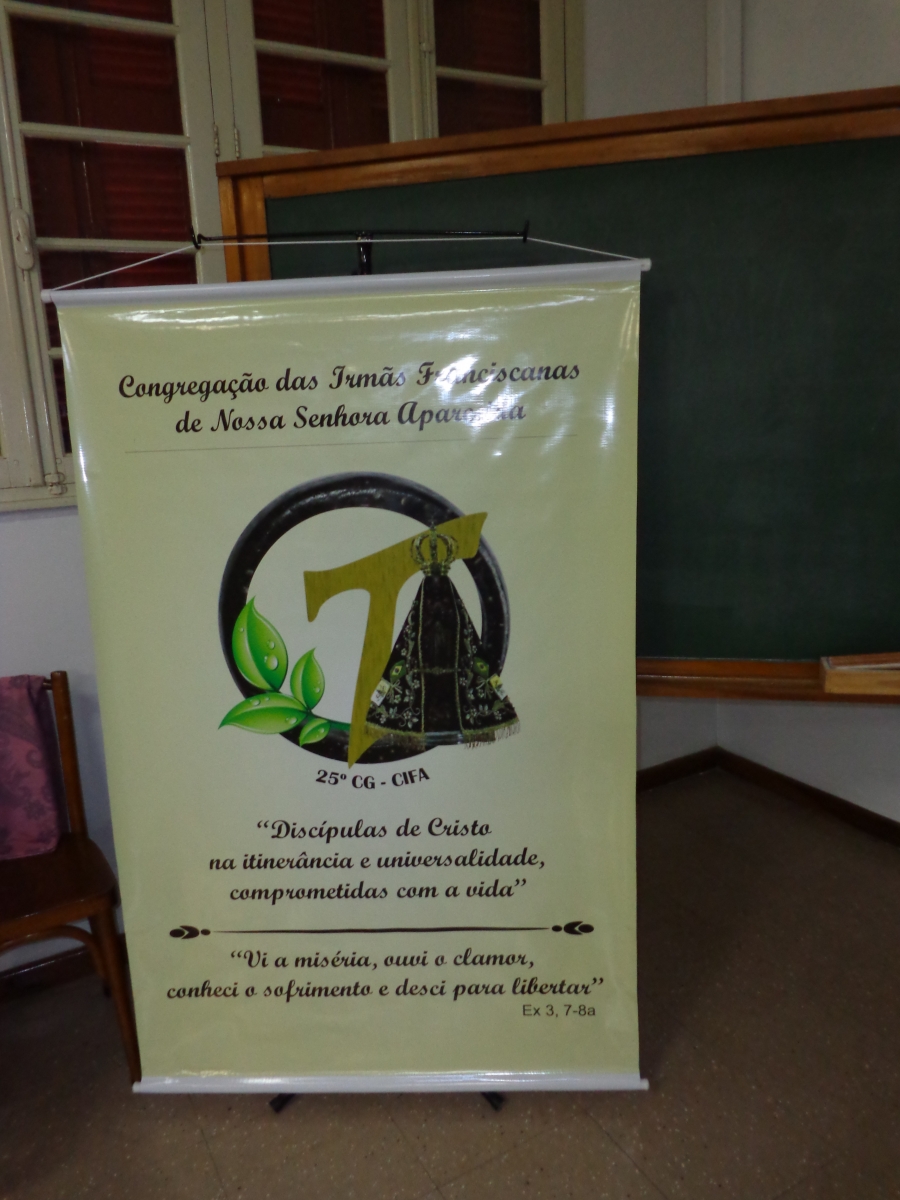 Congregação das Irmãs Franciscanas
de Nossa Senhora Aparecida
25º CG - CIFA
“Discípulas de Cristo
na itinerância e universalidade,
comprometidas com a vida”
“Vi a miséria, ouvi o clamor,
conheci o sofrimento e desci para libertar”
Ex 3, 7-8a